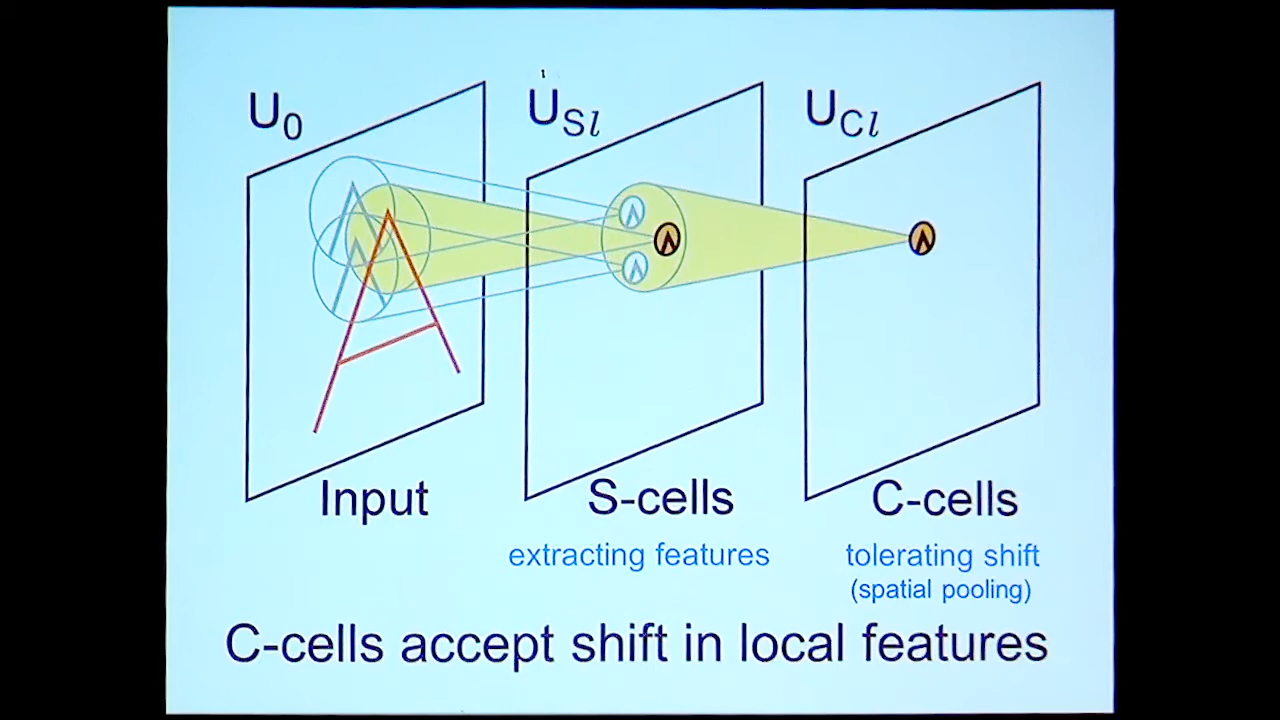 U0
USl
UCl
Input
S-cells
C-cells
extracting features
tolerating shift
(spatial pooling)
C-cells accept shift in local features